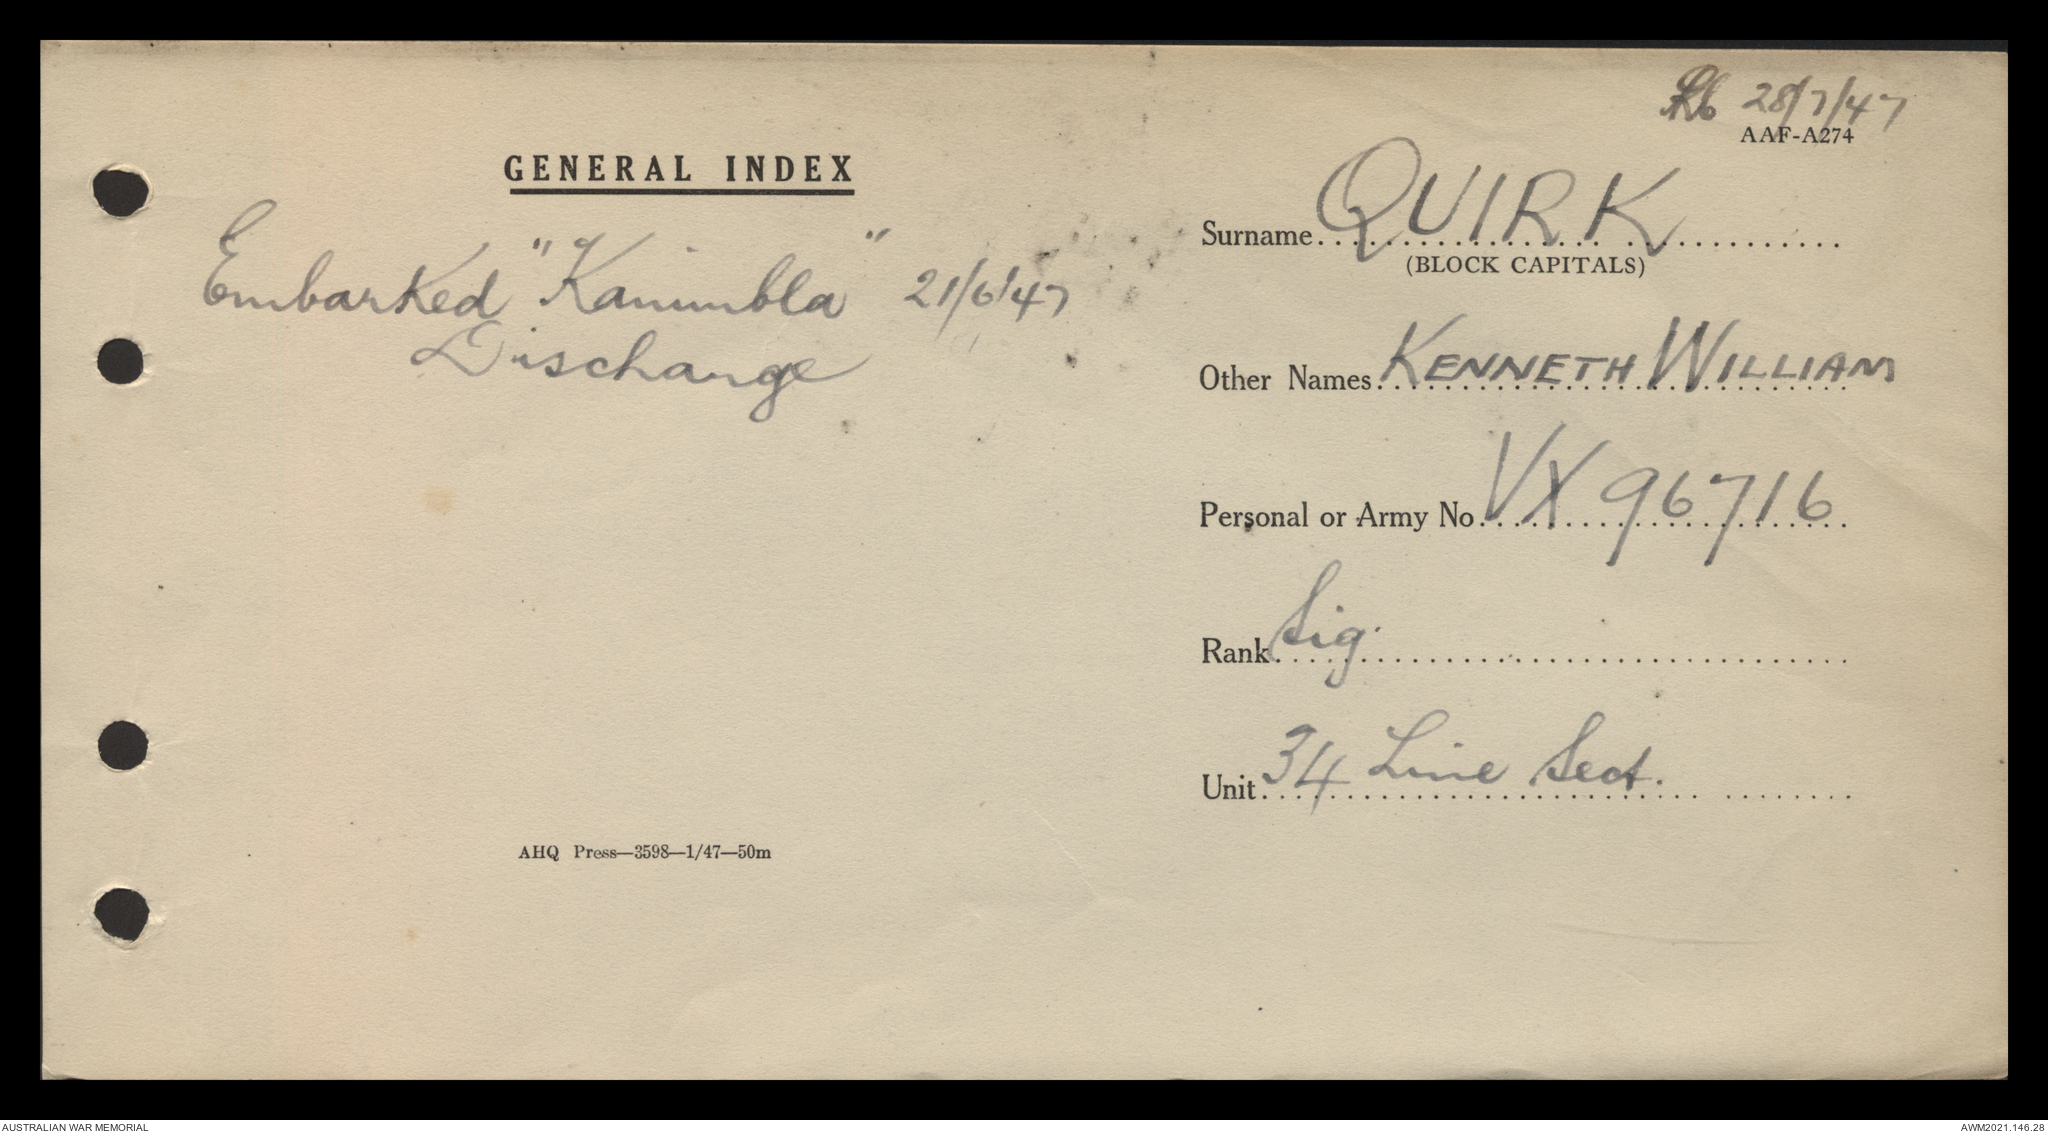 28/7/47
AAF-A274
GENERAL INDEX
Embarked "Kanimbla" 21/6/47
Discharge
Surname QUIRK
(BLOCK CAPITALS)
Other Names KENNETH WILLIAM
Personal or Army No. VX 96716
Rank Sig.
Unit 34 Line Sect.
AHQ Press—3598—1/47—50m
AUSTRALIAN WAR MEMORIAL
AWM2021.146.28